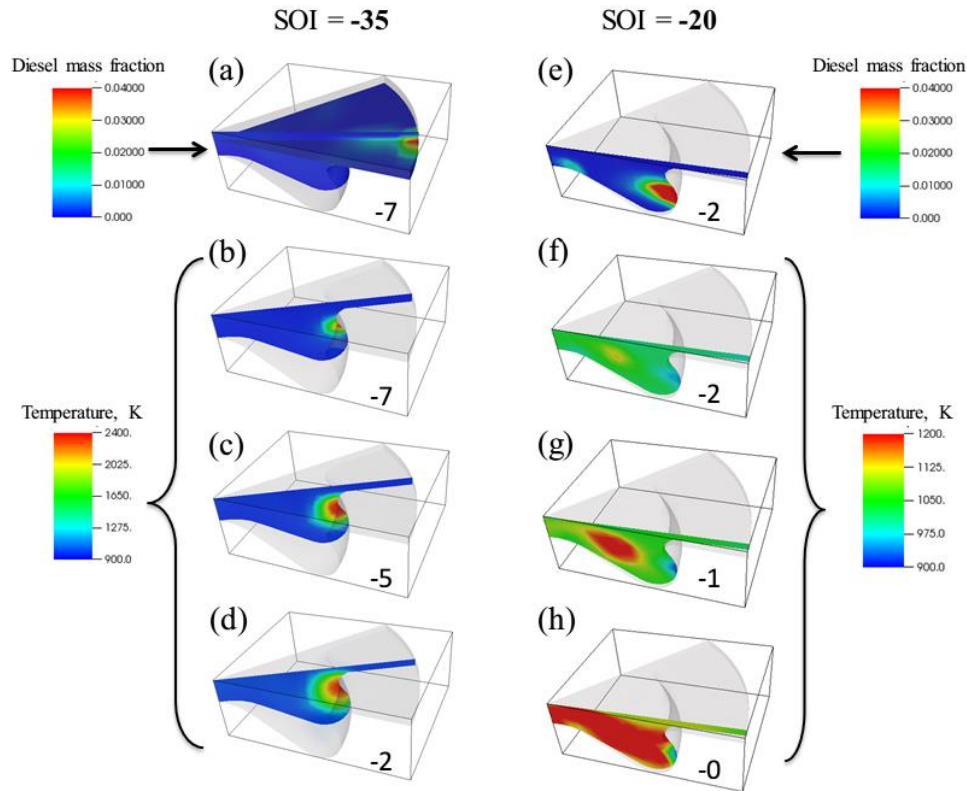 SOI = -35
SOI = -20
Diesel mass fraction
0.04000
0.03000
0.02000
0.01000
0.000
(a)
-7
(e)
-2
Diesel mass fraction
0.04000
0.03000
0.02000
0.01000
0.000
(b)
-7
(f)
-2
Temperature, K
2400.
2025.
1650.
1275.
900.0
(c)
-5
(g)
-1
Temperature, K
1200.
1125.
1050.
975.0
900.0
(d)
-2
(h)
-0